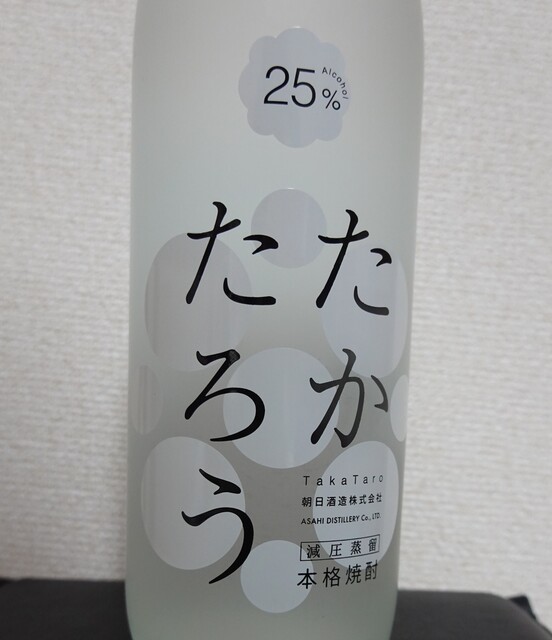 25%
Alcohol
たか
たろう
TakaTaro
朝日酒造株式会社
ASAHI DISTILLERY Co., LTD.
減圧蒸留
本格焼酎